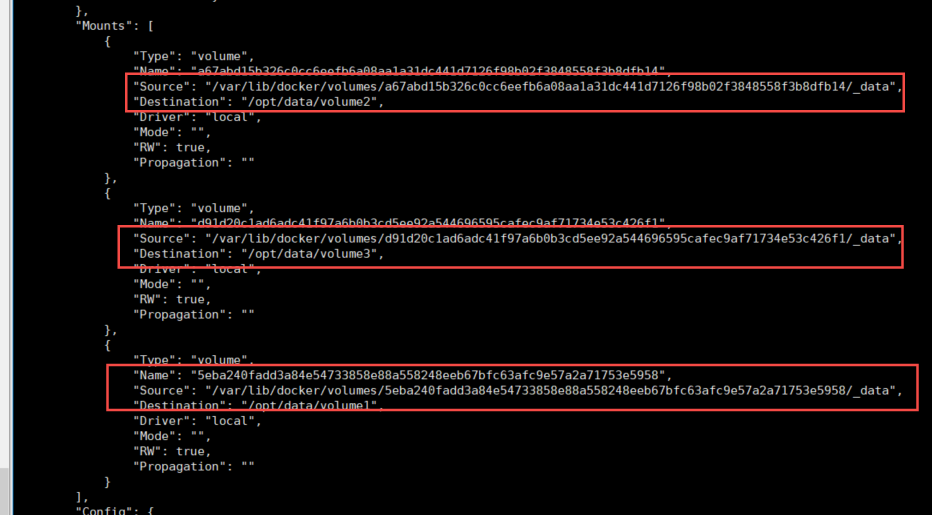 },
"Mounts": [
{
"Type": "volume",
"Name": "a67abd15b326c0cc6eefb6a08aa1a31dc441d7126f98b02f3848558f3b8dfb14",
"Source": "/var/lib/docker/volumes/a67abd15b326c0cc6eefb6a08aa1a31dc441d7126f98b02f3848558f3b8dfb14/_data",
"Destination": "/opt/data/volume2",
"Driver": "local",
"Mode": "",
"RW": true,
"Propagation": ""
},
{
"Type": "volume",
"Name": "d91d20c1ad6adc41f97a6b0b3cd5ee92a544696595cafec9af71734e53c426f1",
"Source": "/var/lib/docker/volumes/d91d20c1ad6adc41f97a6b0b3cd5ee92a544696595cafec9af71734e53c426f1/_data",
"Destination": "/opt/data/volume3",
"Driver": "local",
"Mode": "",
"RW": true,
"Propagation": ""
},
{
"Type": "volume",
"Name": "5eba240fadd3a84e54733858e88a558248eeb67bfc63afc9e57a2a71753e5958",
"Source": "/var/lib/docker/volumes/5eba240fadd3a84e54733858e88a558248eeb67bfc63afc9e57a2a71753e5958/_data",
"Destination": "/opt/data/volume1",
"Driver": "local",
"Mode": "",
"RW": true,
"Propagation": ""
}
],
"Config": {